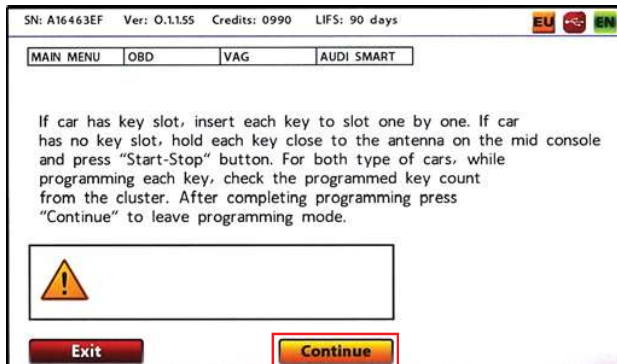 SN: A16463EF Ver: O.1.1.55 Credits: 0990 LIFS: 90 days EU EN
MAIN MENU OBD VAG AUDI SMART
If car has key slot, insert each key to slot one by one. If car
has no key slot, hold each key close to the antenna on the mid console
and press "Start-Stop" button. For both type of cars, while
programming each key, check the programmed key count
from the cluster. After completing programming press
"Continue" to leave programming mode.
Exit Continue